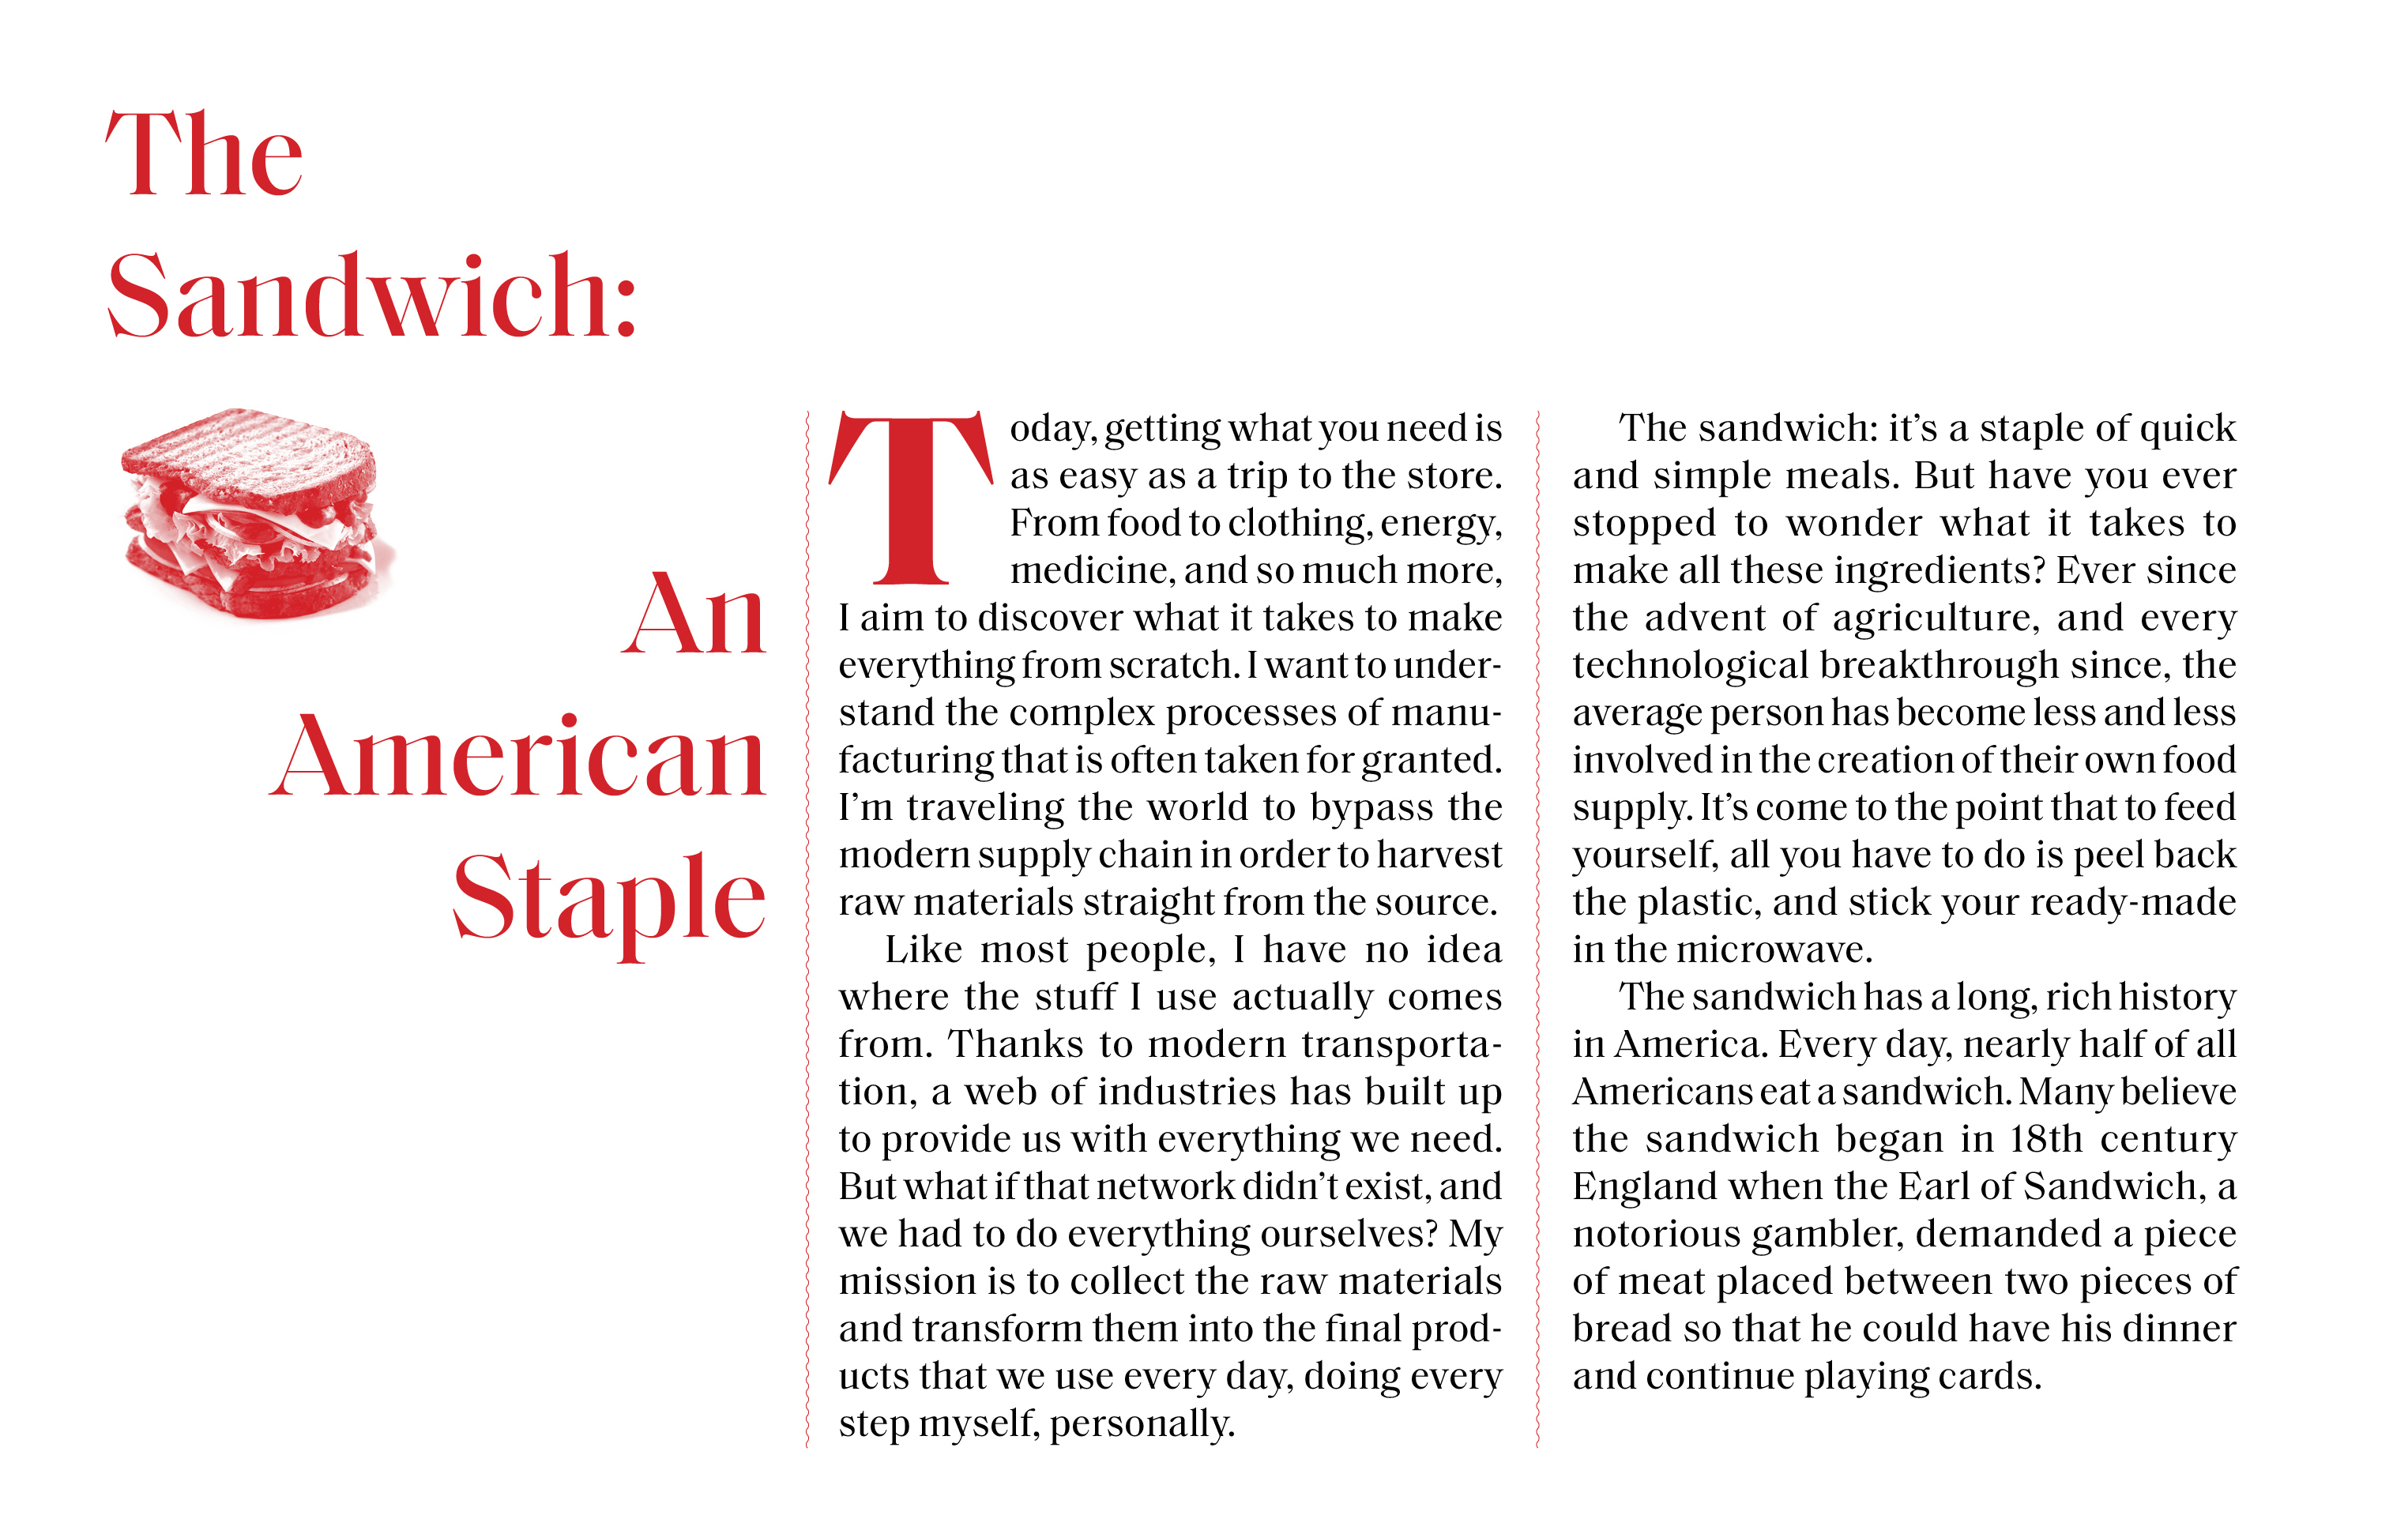 The
Sandwich:
An
American
Staple
Today, getting what you need is
as easy as a trip to the store.
From food to clothing, energy,
medicine, and so much more,
I aim to discover what it takes to make
everything from scratch. I want to under-
stand the complex processes of manu-
facturing that is often taken for granted.
I’m traveling the world to bypass the
modern supply chain in order to harvest
raw materials straight from the source.
Like most people, I have no idea
where the stuff I use actually comes
from. Thanks to modern transporta-
tion, a web of industries has built up
to provide us with everything we need.
But what if that network didn’t exist, and
we had to do everything ourselves? My
mission is to collect the raw materials
and transform them into the final prod-
ucts that we use every day, doing every
step myself, personally.
The sandwich: it’s a staple of quick
and simple meals. But have you ever
stopped to wonder what it takes to
make all these ingredients? Ever since
the advent of agriculture, and every
technological breakthrough since, the
average person has become less and less
involved in the creation of their own food
supply. It’s come to the point that to feed
yourself, all you have to do is peel back
the plastic, and stick your ready-made
in the microwave.
The sandwich has a long, rich history
in America. Every day, nearly half of all
Americans eat a sandwich. Many believe
the sandwich began in 18th century
England when the Earl of Sandwich, a
notorious gambler, demanded a piece
of meat placed between two pieces of
bread so that he could have his dinner
and continue playing cards.